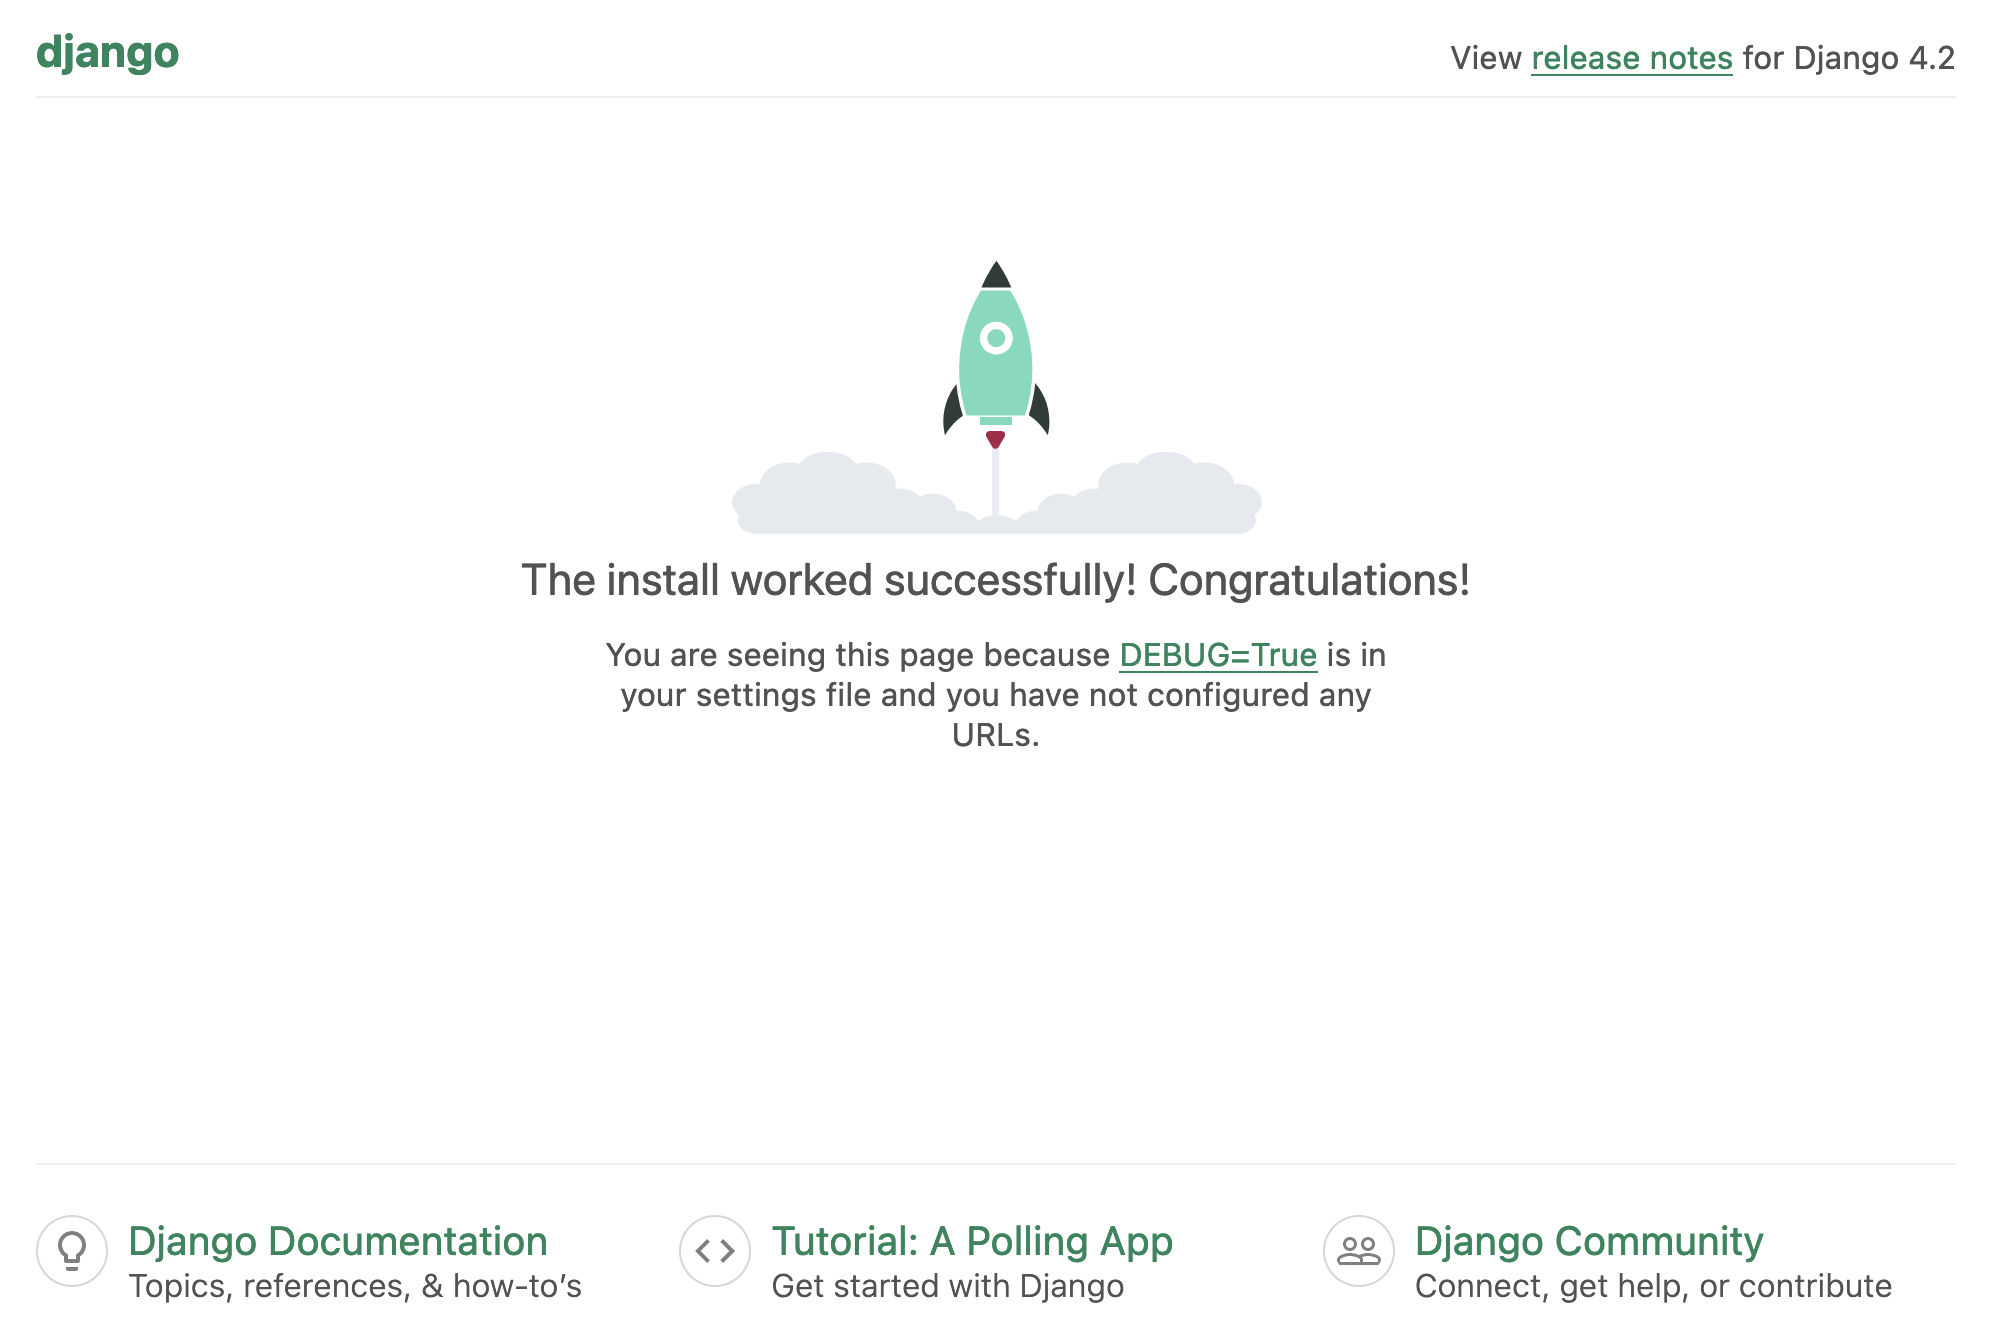 django
View release notes for Django 4.2
The install worked successfully! Congratulations!
You are seeing this page because DEBUG=True is in
your settings file and you have not configured any
URLs.
Django Documentation
Topics, references, & how-to’s
Tutorial: A Polling App
Get started with Django
Django Community
Connect, get help, or contribute